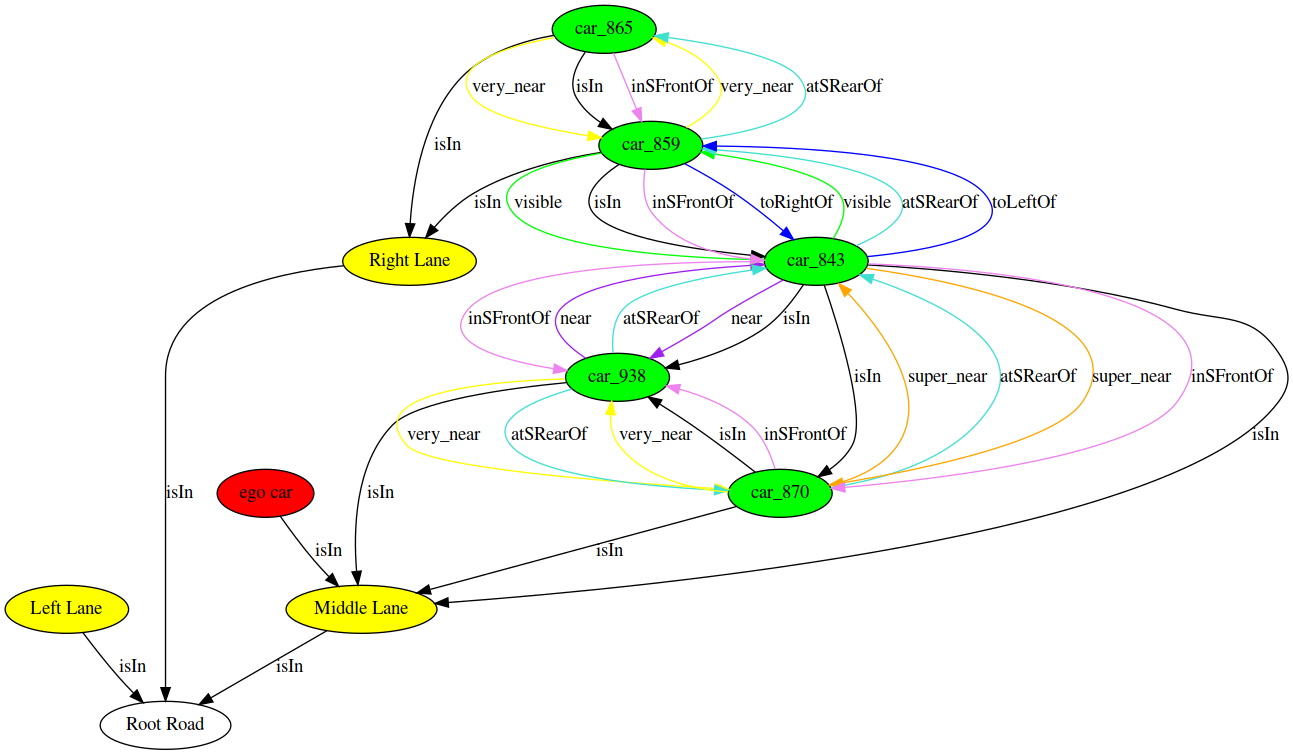 car_865
very_near
isIn
inSFrontOf
very_near
atSRearOf
isIn
car_859
isIn
visible
isIn
inSFrontOf
toRightOf
visible
atSRearOf
toLeftOf
Right Lane
car_843
inSFrontOf
near
atSRearOf
near
isIn
car_938
isIn
super_near
atSRearOf
super_near
inSFrontOf
very_near
atSRearOf
very_near
isIn
inSFrontOf
isIn
isIn
ego car
isIn
car_870
isIn
isIn
Left Lane
Middle Lane
isIn
isIn
Root Road